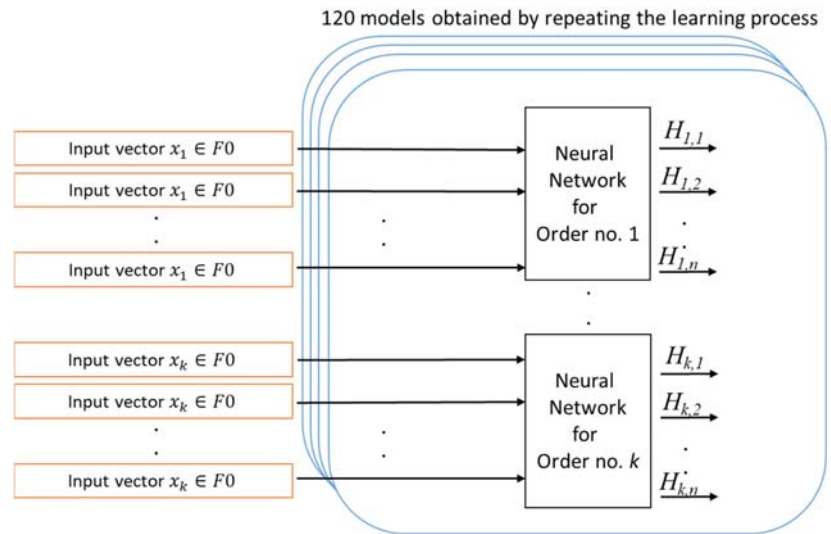 120 models obtained by repeating the learning process
Input vector x₁ ∈ F0
Input vector x₁ ∈ F0
.
.
Input vector x₁ ∈ F0
.
.
Neural
Network
for
Order no. 1
H₁,₁
H₁,₂
.
.
H₁,ₙ
.
.
Input vector xₖ ∈ F0
Input vector xₖ ∈ F0
.
.
Input vector xₖ ∈ F0
.
.
Neural
Network
for
Order no. k
Hₖ,₁
Hₖ,₂
.
.
Hₖ,ₙ